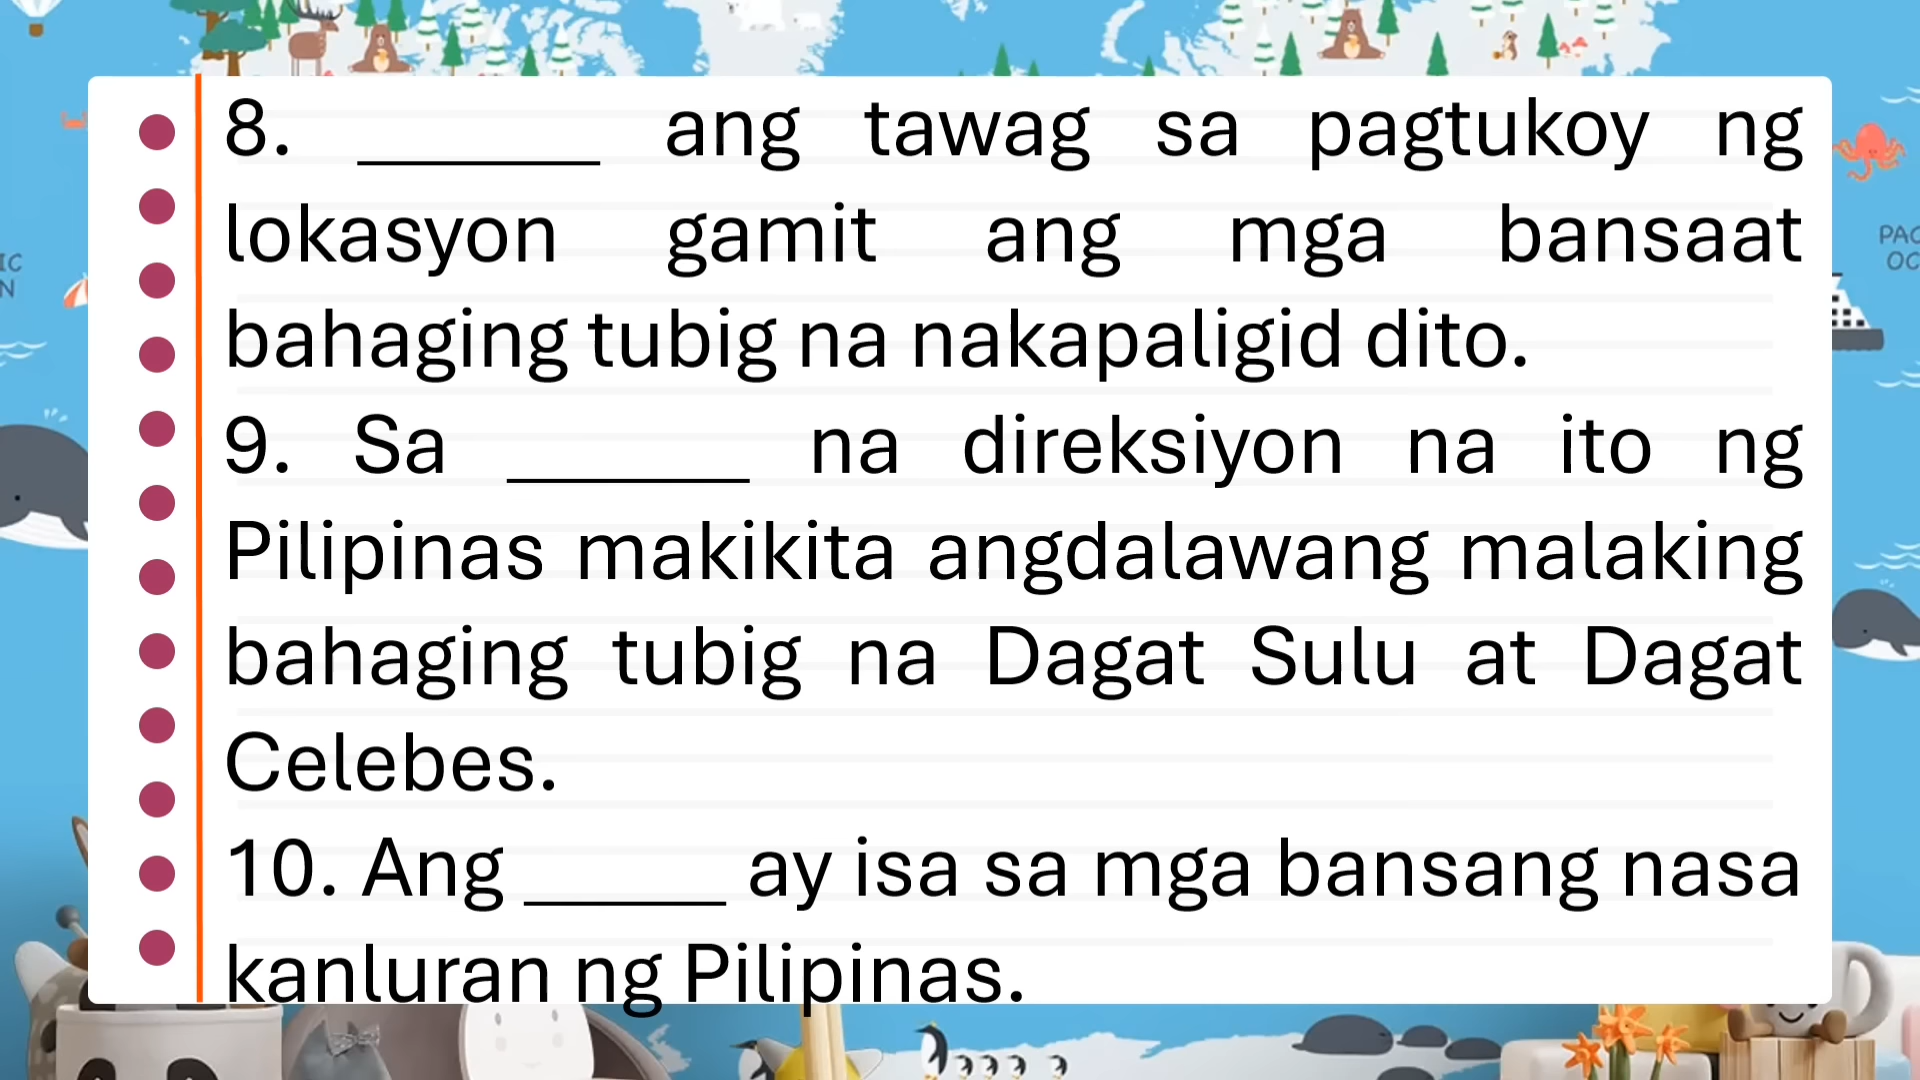 8. _______ ang tawag sa pagtukoy ng
lokasyon gamit ang mga bansaat
bahaging tubig na nakapaligid dito.
9. Sa _______ na direksiyon na ito ng
Pilipinas makikita angdalawang malaking
bahaging tubig na Dagat Sulu at Dagat
Celebes.
10. Ang ______ ay isa sa mga bansang nasa
kanluran ng Pilipinas.